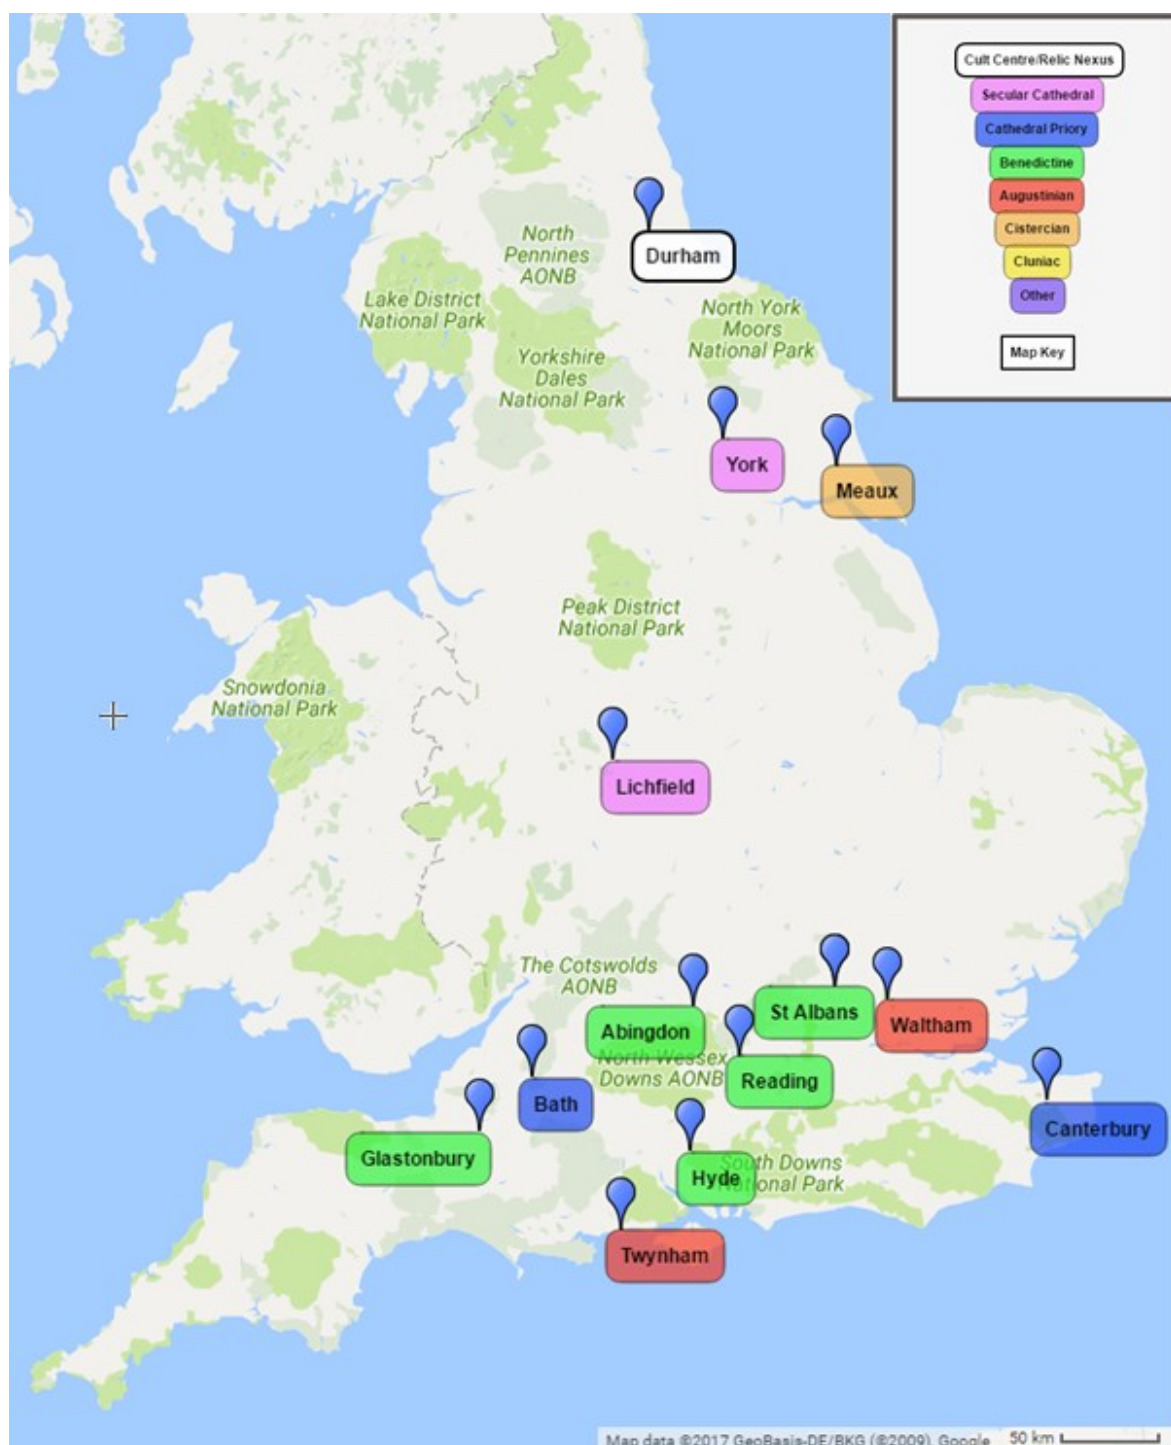 Cult Centre/Relic Nexus
Secular Cathedral
Cathedral Priory
Benedictine
Augustinian
Cistercian
Cluniac
Other
Map Key
Durham
North
Pennines
AONB
Lake District
National Park
North York
Moors
National Park
Yorkshire
Dales
National Park
York
Meaux
Peak District
National Park
Snowdonia
National Park
Lichfield
The Cotswolds
AONB
Abingdon
St Albans
Waltham
North Wessex
Downs AONB
Reading
Bath
Canterbury
Glastonbury
Hyde
South Downs
National Park
Twynham
Map data ©2017 GeoBasis-DE/BKG (©2009), Google
50 km